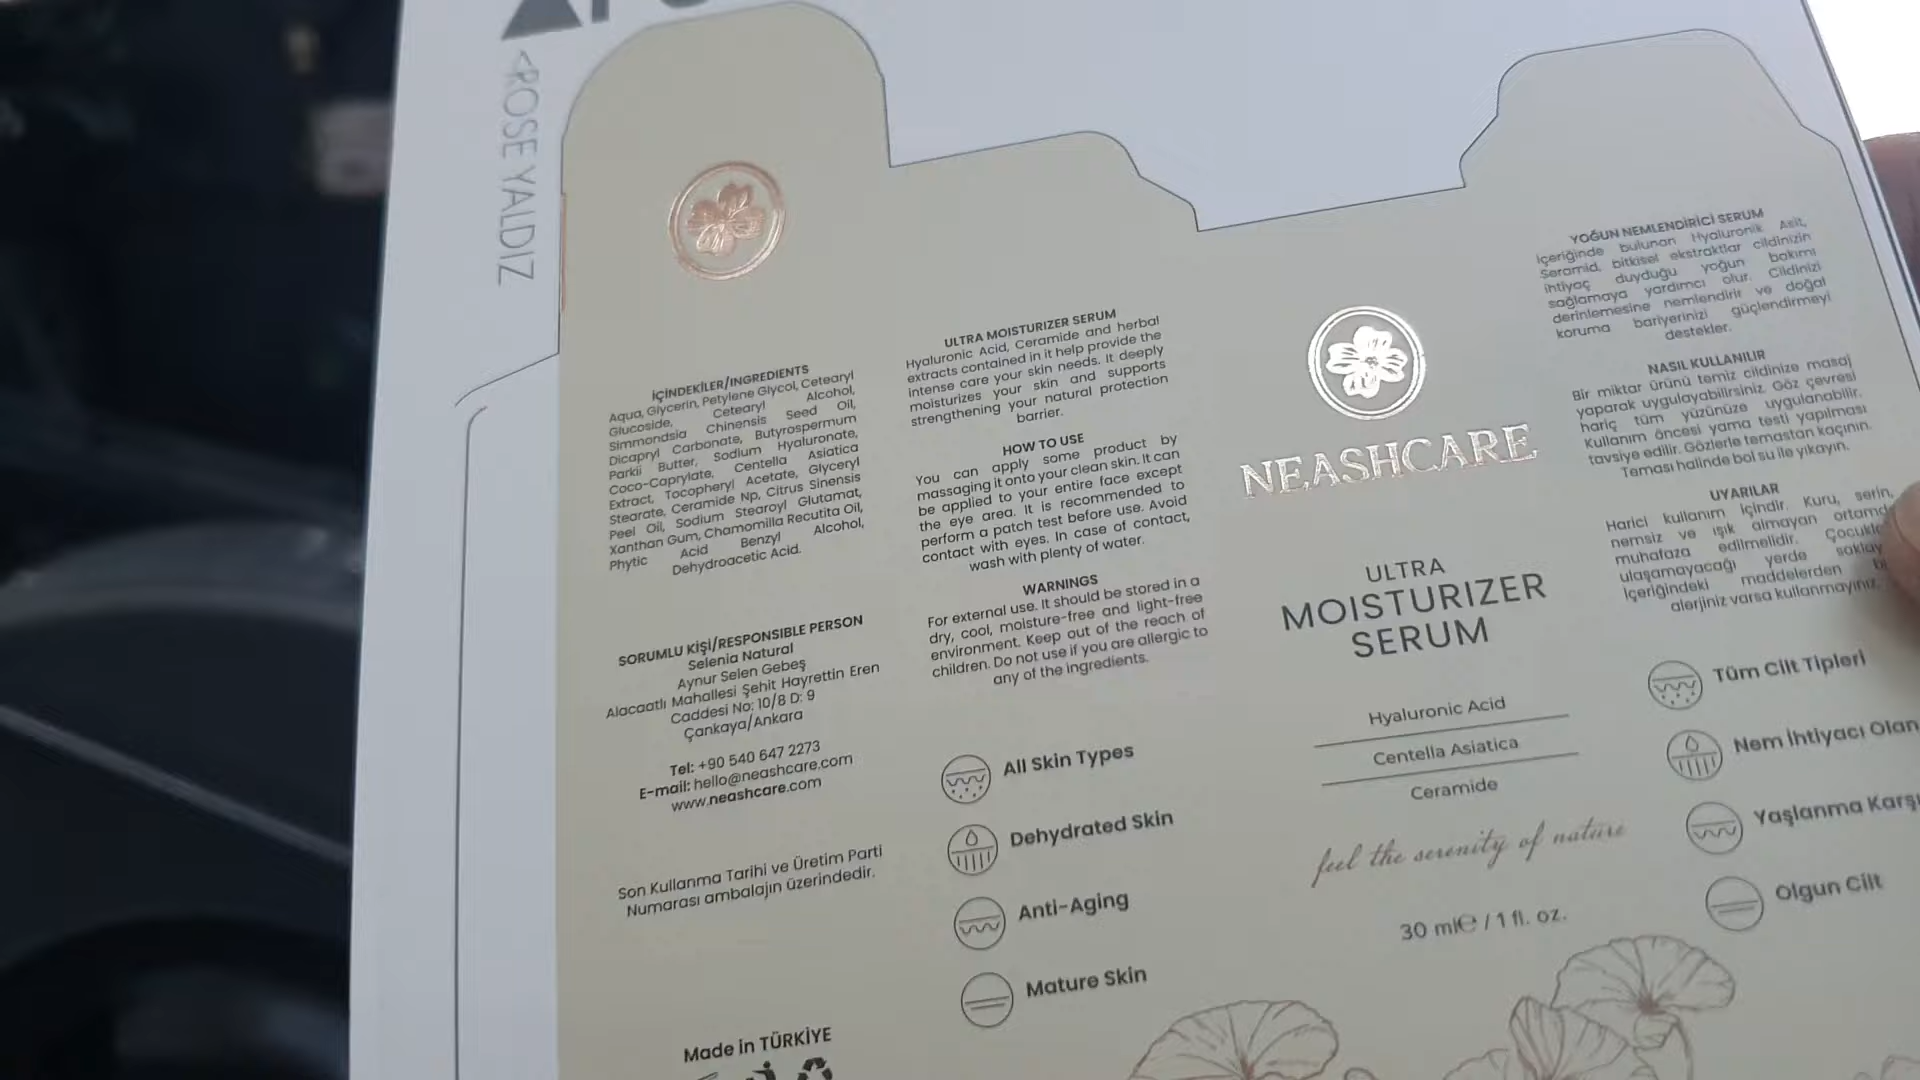 <ROSE YALDIZ
İÇİNDEKİLER/INGREDIENTS
Aqua, Glycerin, Petylene Glycol, Cetearyl
Glucoside, Cetearyl Alcohol,
Simmondsia Chinensis Seed Oil,
Dicapryl Carbonate, Butyrospermum
Parkii Butter, Sodium Hyaluronate,
Coco-Caprylate, Centella Asiatica
Extract, Tocopheryl Acetate, Glyceryl
Stearate, Ceramide Np, Citrus Sinensis
Peel Oil, Sodium Stearoyl Glutamat,
Xanthan Gum, Chamomilla Recutita Oil,
Phytic Acid Benzyl Alcohol,
Dehydroacetic Acid.
SORUMLU KİŞİ/RESPONSIBLE PERSON
Selenia Natural
Aynur Selen Gebeş
Alacaatlı Mahallesi Şehit Hayrettin Eren
Caddesi No: 10/8 D: 9
Çankaya/Ankara
Tel: +90 540 647 2273
E-mail: hello@neashcare.com
www.neashcare.com
Son Kullanma Tarihi ve Üretim Parti
Numarası ambalajın üzerindedir.
Made in TÜRKİYE
ULTRA MOISTURIZER SERUM
Hyaluronic Acid, Ceramide and herbal
extracts contained in it help provide the
intense care your skin needs. It deeply
moisturizes your skin and supports
strengthening your natural protection
barrier.
HOW TO USE
You can apply some product by
massaging it onto your clean skin. It can
be applied to your entire face except
the eye area. It is recommended to
perform a patch test before use. Avoid
contact with eyes. In case of contact,
wash with plenty of water.
WARNINGS
For external use. It should be stored in a
dry, cool, moisture-free and light-free
environment. Keep out of the reach of
children. Do not use if you are allergic to
any of the ingredients.
All Skin Types
Dehydrated Skin
Anti-Aging
Mature Skin
NEASHCARE
ULTRA
MOISTURIZER
SERUM
Hyaluronic Acid
Centella Asiatica
Ceramide
feel the serenity of nature
30 ml℮ / 1 fl. oz.
YOĞUN NEMLENDİRİCİ SERUM
İçeriğinde bulunan Hyaluronik Asit,
Seramid, bitkisel ekstraktlar cildinizin
ihtiyaç duyduğu yoğun bakımı
sağlamaya yardımcı olur. Cildinizi
derinlemesine nemlendirir ve doğal
koruma bariyerinizi güçlendirmeyi
destekler.
NASIL KULLANILIR
Bir miktar ürünü temiz cildinize masaj
yaparak uygulayabilirsiniz. Göz çevresi
hariç tüm yüzünüze uygulanabilir.
Kullanım öncesi yama testi yapılması
tavsiye edilir. Gözlerle temastan kaçının.
Teması halinde bol su ile yıkayın.
UYARILAR
Harici kullanım içindir. Kuru, serin,
nemsiz ve ışık almayan
muhafaza edilmelidir.
ulaşamayacağı yerde
İçeriğindeki maddelerden
alerjiniz varsa kullanmayınız.
Tüm Cilt Tipleri
Nem İhtiyacı Olan
Yaşlanma
Olgun Cilt